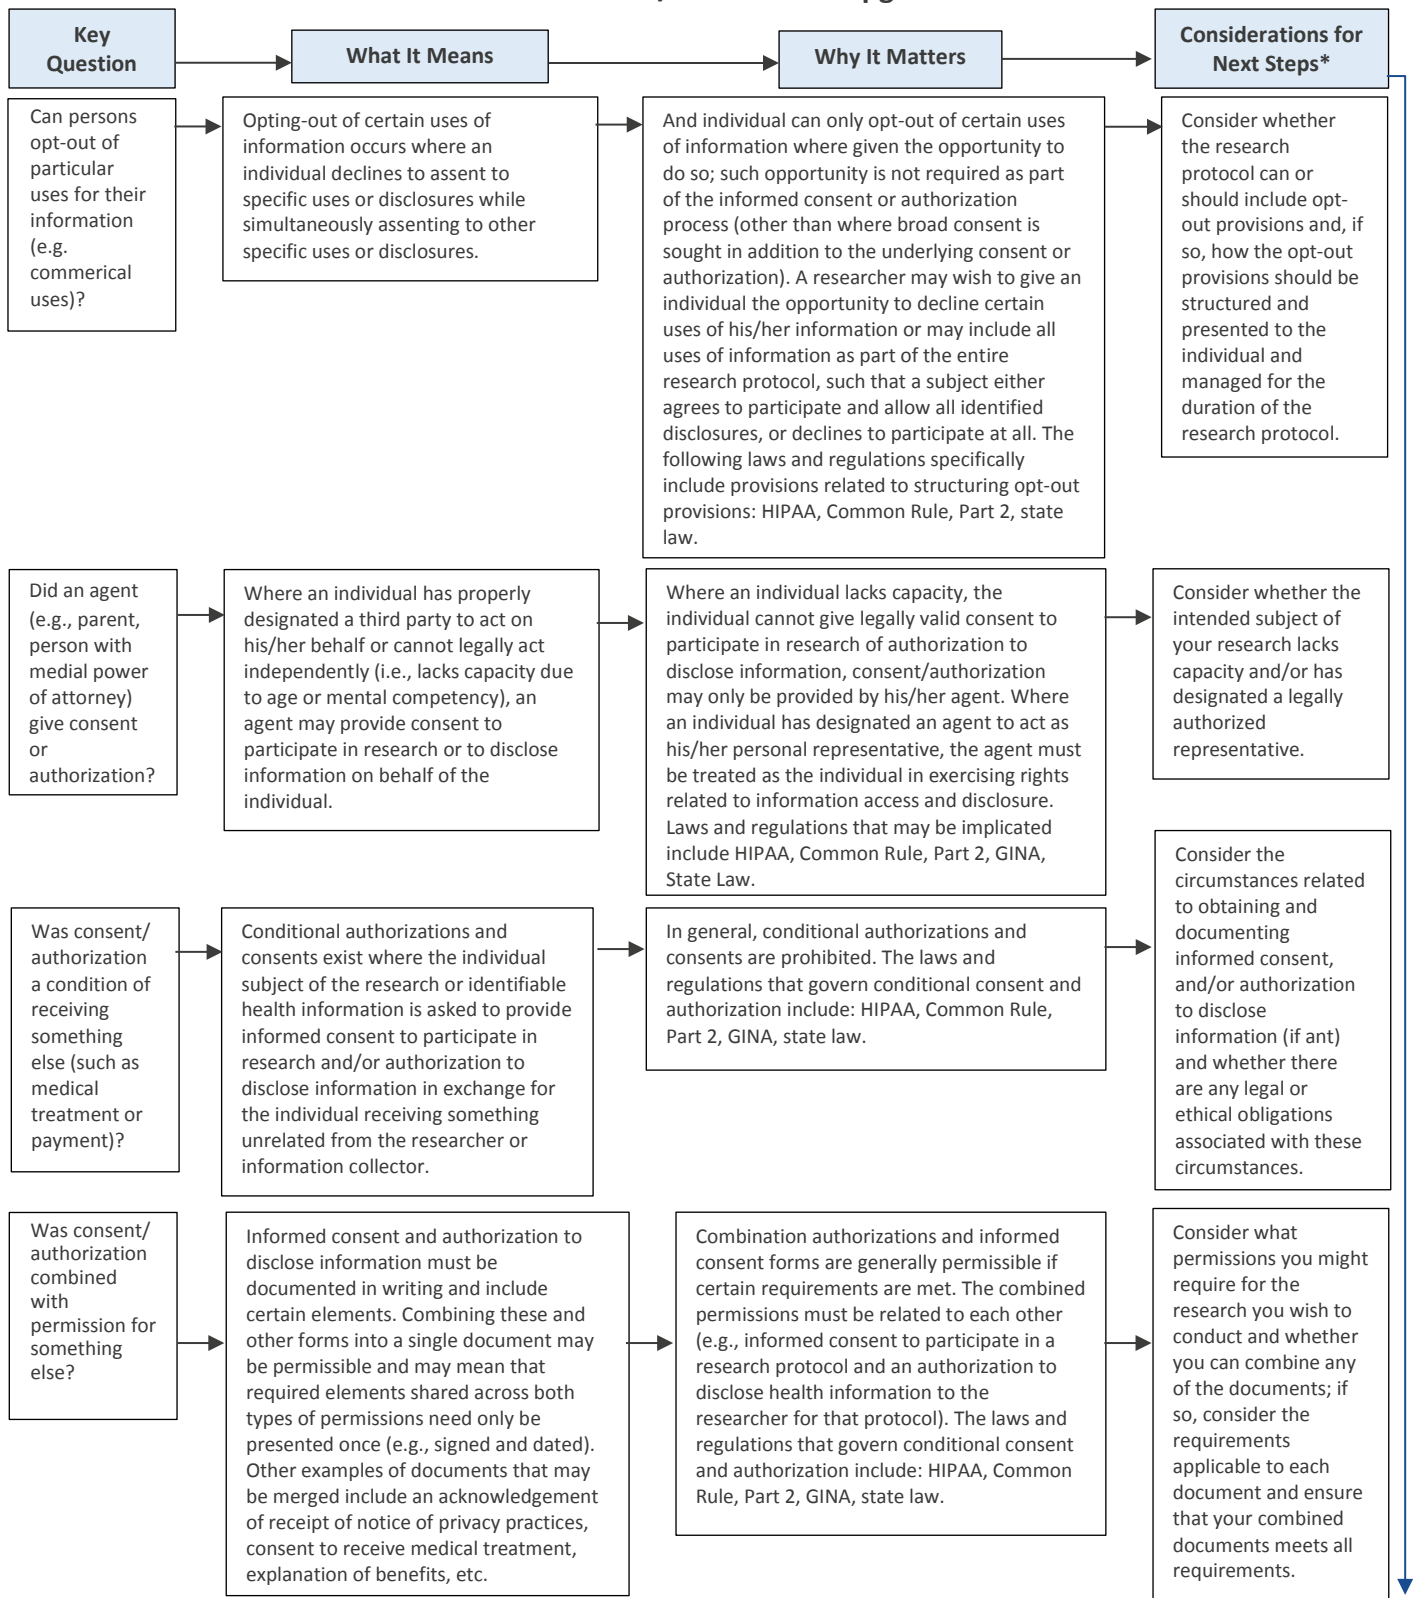 Key
Question
What It Means
Why It Matters
Considerations for
Next Steps*
Can persons
opt-out of
particular
uses for their
information
(e.g.
commerical
uses)?
Opting-out of certain uses of
information occurs where an
individual declines to assent to
specific uses or disclosures while
simultaneously assenting to other
specific uses or disclosures.
And individual can only opt-out of certain uses
of information where given the opportunity to
do so; such opportunity is not required as part
of the informed consent or authorization
process (other than where broad consent is
sought in addition to the underlying consent or
authorization). A researcher may wish to give an
individual the opportunity to decline certain
uses of his/her information or may include all
uses of information as part of the entire
research protocol, such that a subject either
agrees to participate and allow all identified
disclosures, or declines to participate at all. The
following laws and regulations specifically
include provisions related to structuring opt-out
provisions: HIPAA, Common Rule, Part 2, state
law.
Consider whether
the research
protocol can or
should include opt-
out provisions and, if
so, how the opt-out
provisions should be
structured and
presented to the
individual and
managed for the
duration of the
research protocol.
Did an agent
(e.g., parent,
person with
medial power
of attorney)
give consent
or
authorization?
Where an individual has properly
designated a third party to act on
his/her behalf or cannot legally act
independently (i.e., lacks capacity due
to age or mental competency), an
agent may provide consent to
participate in research or to disclose
information on behalf of the
individual.
Where an individual lacks capacity, the
individual cannot give legally valid consent to
participate in research of authorization to
disclose information, consent/authorization
may only be provided by his/her agent. Where
an individual has designated an agent to act as
his/her personal representative, the agent must
be treated as the individual in exercising rights
related to information access and disclosure.
Laws and regulations that may be implicated
include HIPAA, Common Rule, Part 2, GINA,
State Law.
Consider whether the
intended subject of
your research lacks
capacity and/or has
designated a legally
authorized
representative.
Was consent/
authorization
a condition of
receiving
something
else (such as
medical
treatment or
payment)?
Conditional authorizations and
consents exist where the individual
subject of the research or identifiable
health information is asked to provide
informed consent to participate in
research and/or authorization to
disclose information in exchange for
the individual receiving something
unrelated from the researcher or
information collector.
In general, conditional authorizations and
consents are prohibited. The laws and
regulations that govern conditional consent and
authorization include: HIPAA, Common Rule,
Part 2, GINA, state law.
Consider the
circumstances related
to obtaining and
documenting
informed consent,
and/or authorization
to disclose
information (if ant)
and whether there
are any legal or
ethical obligations
associated with these
circumstances.
Was consent/
authorization
combined
with
permission for
something
else?
Informed consent and authorization to
disclose information must be
documented in writing and include
certain elements. Combining these and
other forms into a single document may
be permissible and may mean that
required elements shared across both
types of permissions need only be
presented once (e.g., signed and dated).
Other examples of documents that may
be merged include an acknowledgement
of receipt of notice of privacy practices,
consent to receive medical treatment,
explanation of benefits, etc.
Combination authorizations and informed
consent forms are generally permissible if
certain requirements are met. The combined
permissions must be related to each other
(e.g., informed consent to participate in a
research protocol and an authorization to
disclose health information to the
researcher for that protocol). The laws and
regulations that govern conditional consent
and authorization include: HIPAA, Common
Rule, Part 2, GINA, state law.
Consider what
permissions you might
require for the
research you wish to
conduct and whether
you can combine any
of the documents; if
so, consider the
requirements
applicable to each
document and ensure
that your combined
documents meets all
requirements.